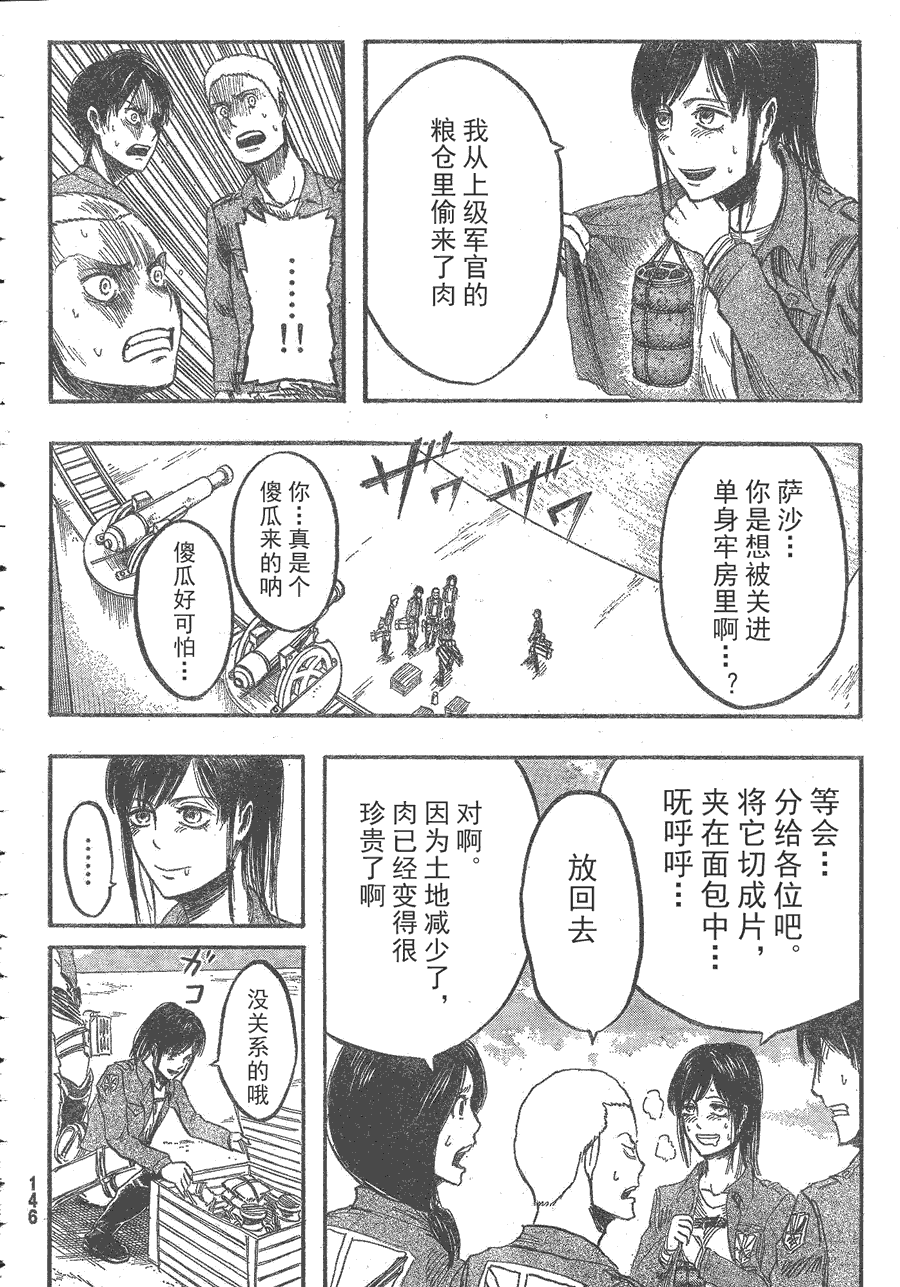 我从上级军官的
粮仓里偷来了肉
……!!
萨沙…
你是想被关进
单身牢房里啊…?
你…真是个
傻瓜来的呐
傻瓜好可怕…
等会…
分给各位吧。
将它切成片，
夹在面包中…
呒呼呼…
放回去
对啊。
因为土地减少了，
肉已经变得很
珍贵了啊
……
没关系的哦
ガコ
146